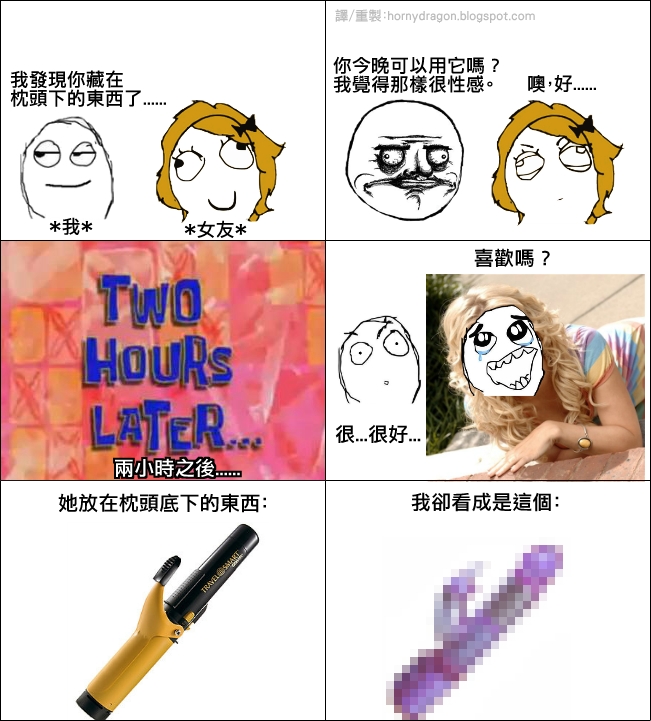 譯/重製:hornydragon.blogspot.com
我發現你藏在
枕頭下的東西了......
*我*
*女友*
你今晚可以用它嗎？
我覺得那樣很性感。
噢,好......
TWO
HOURS
LATER...
兩小時之後......
喜歡嗎？
很...很好...
她放在枕頭底下的東西:
TRAVEL SMART
我卻看成是這個: